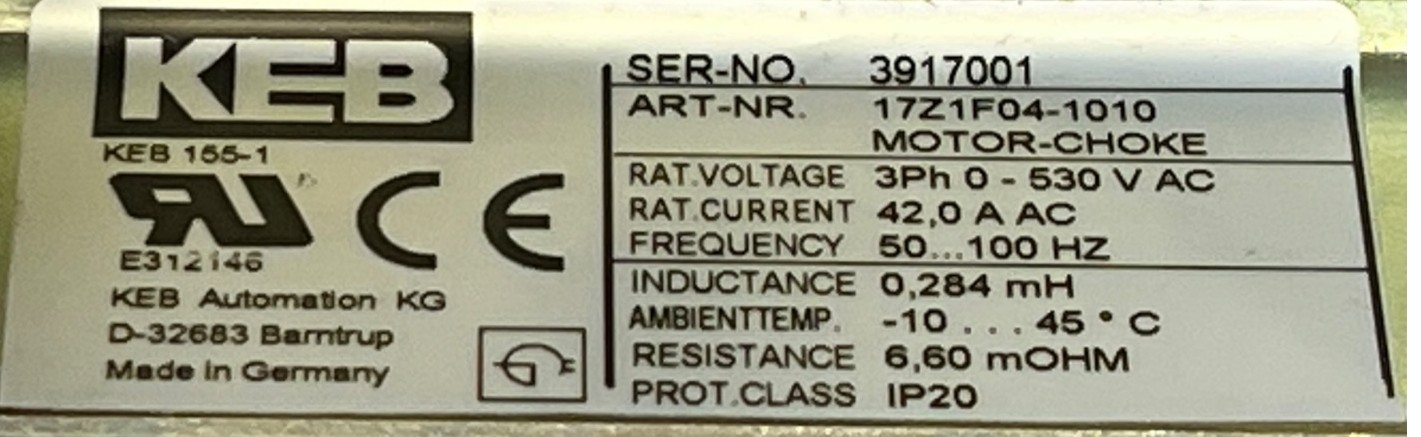 KEB
KEB 155-1
E312146
KEB Automation KG
D-32683 Barntrup
Made in Germany
SER-NO. 3917001
ART-NR. 17Z1F04-1010
MOTOR-CHOKE
RAT.VOLTAGE 3Ph 0 - 530 V AC
RAT.CURRENT 42,0 A AC
FREQUENCY 50...100 HZ
INDUCTANCE 0,284 mH
AMBIENTTEMP. -10 . . . 45 ° C
RESISTANCE 6,60 mOHM
PROT.CLASS IP20